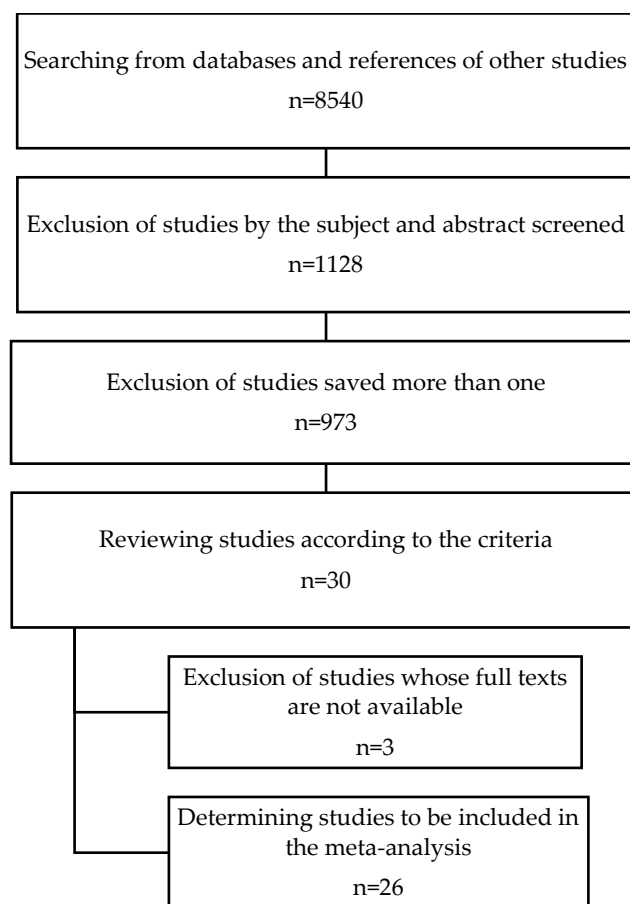 Searching from databases and references of other studies
n=8540
Exclusion of studies by the subject and abstract screened
n=1128
Exclusion of studies saved more than one
n=973
Reviewing studies according to the criteria
n=30
Exclusion of studies whose full texts
are not available
n=3
Determining studies to be included in
the meta-analysis
n=26